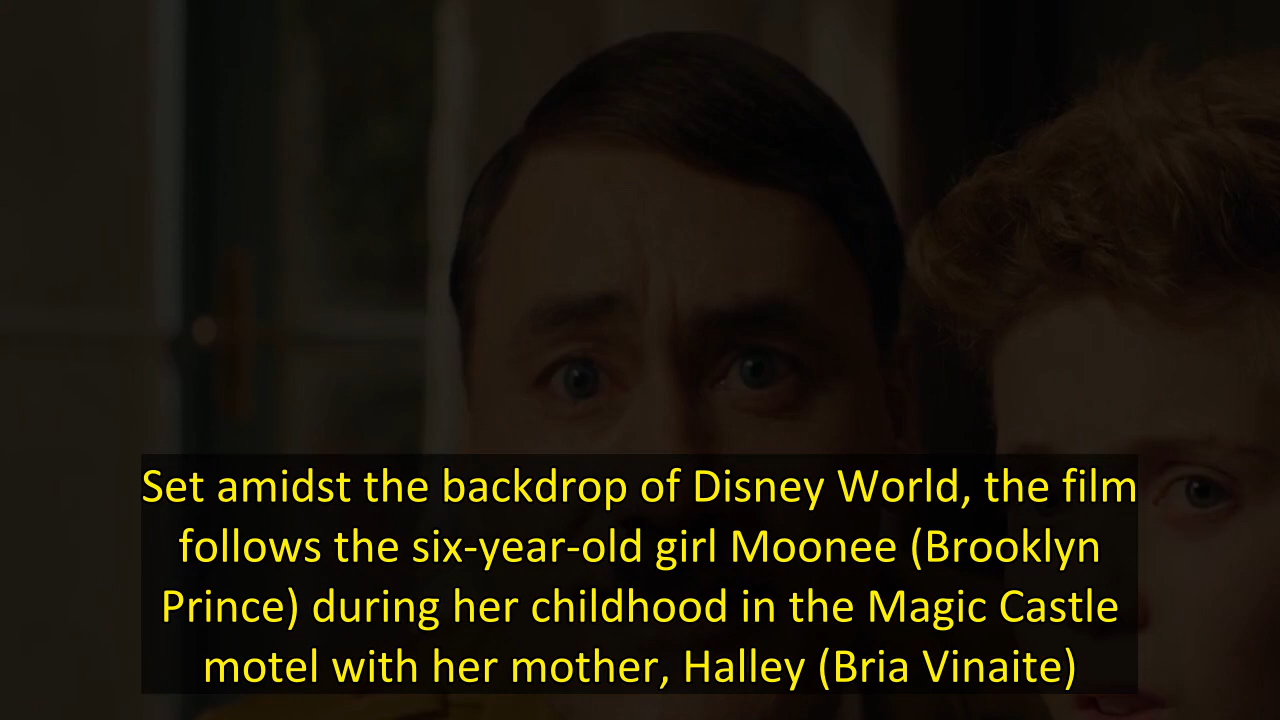 Set amidst the backdrop of Disney World, the film
follows the six-year-old girl Moonee (Brooklyn
Prince) during her childhood in the Magic Castle
motel with her mother, Halley (Bria Vinaite)